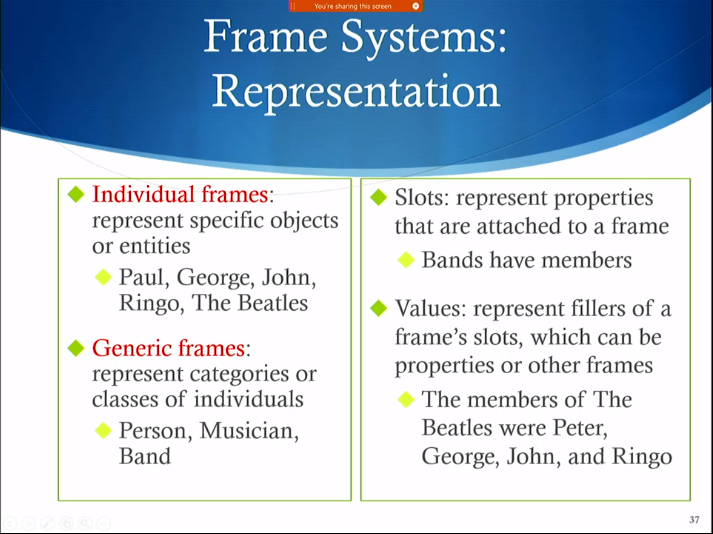 You're sharing this screen
Frame Systems:
Representation
Individual frames:
represent specific objects
or entities
Paul, George, John,
Ringo, The Beatles
Generic frames:
represent categories or
classes of individuals
Person, Musician,
Band
Slots: represent properties
that are attached to a frame
Bands have members
Values: represent fillers of a
frame's slots, which can be
properties or other frames
The members of The
Beatles were Peter,
George, John, and Ringo
37